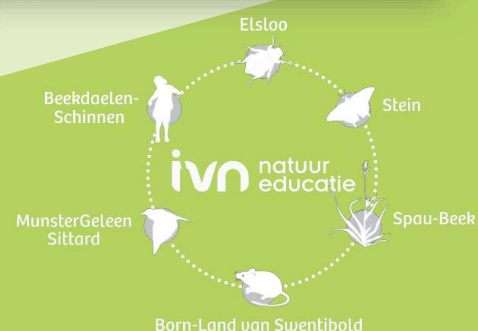 Elsloo
Beekdaelen-
Schinnen
Stein
ivn natuur
educatie
MunsterGeleen
Sittard
Spau-Beek
Born-Land van Swentibold